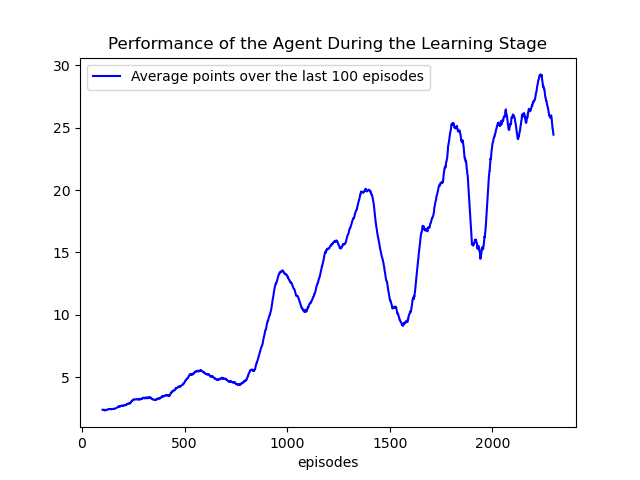 Performance of the Agent During the Learning Stage
Average points over the last 100 episodes
30
25
20
15
10
5
0 500 1000 1500 2000
episodes